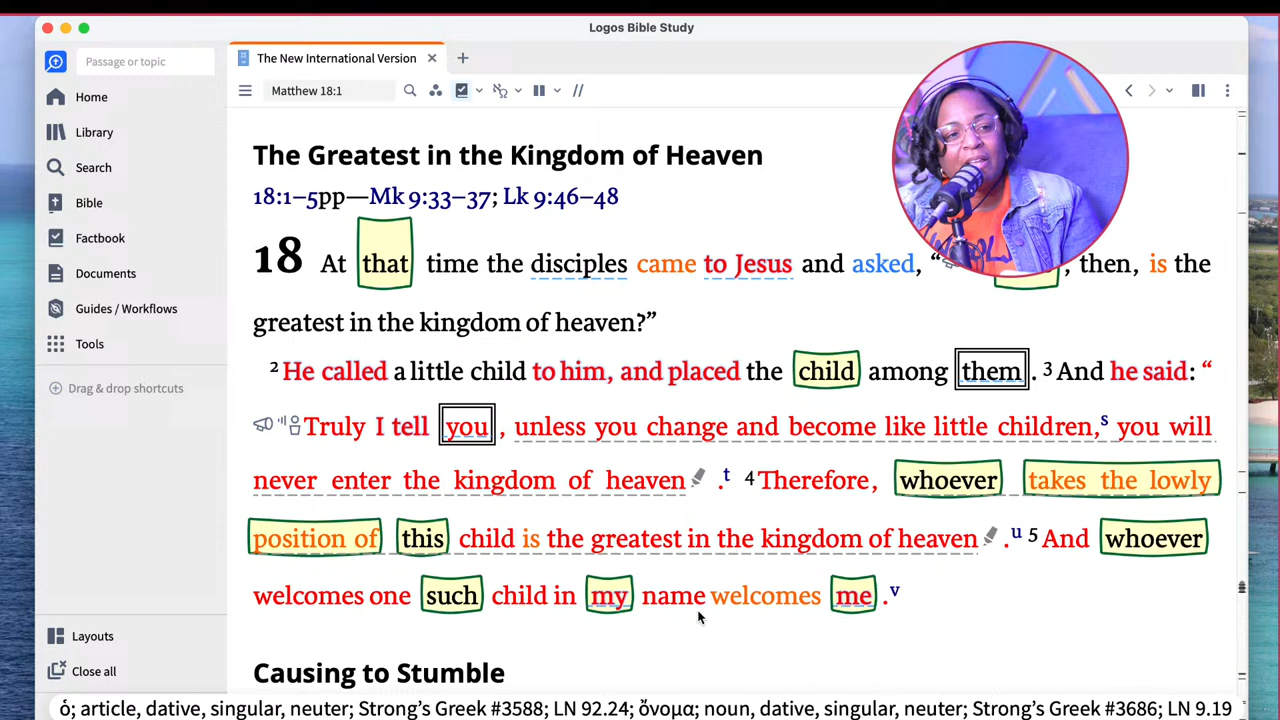 Logos Bible Study
Passage or topic
The New International Version
Matthew 18:1
Home
Library
Search
Bible
Factbook
Documents
Guides / Workflows
Tools
Drag & drop shortcuts
Layouts
Close all
The Greatest in the Kingdom of Heaven
18:1–5pp—Mk 9:33–37; Lk 9:46–48
18 At that time the disciples came to Jesus and asked, “ , then, is the
greatest in the kingdom of heaven?”
2 He called a little child to him, and placed the child among them. 3 And he said: “
Truly I tell you, unless you change and become like little children,s you will
never enter the kingdom of heaven .t 4 Therefore, whoever takes the lowly
position of this child is the greatest in the kingdom of heaven .u 5 And whoever
welcomes one such child in my name welcomes me .v
Causing to Stumble
ὁ; article, dative, singular, neuter; Strong’s Greek #3588; LN 92.24; ὄνομα; noun, dative, singular, neuter; Strong’s Greek #3686; LN 9.19